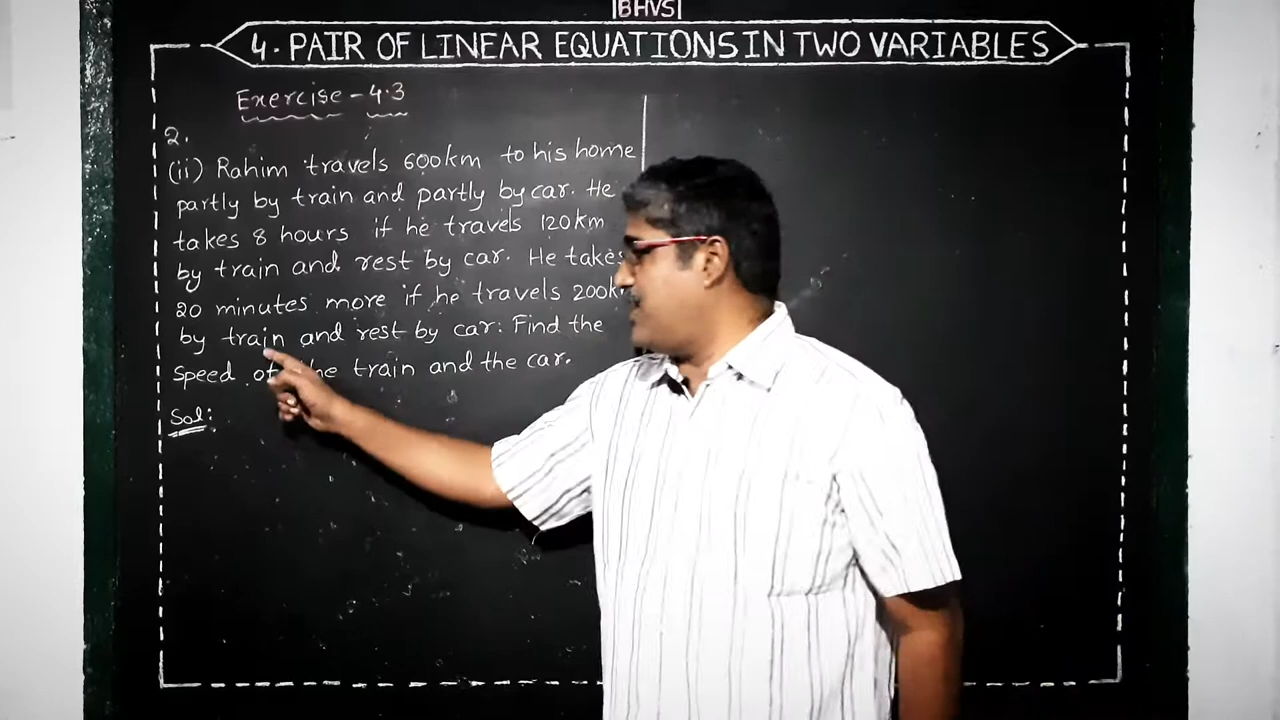 |BHVS|
4. PAIR OF LINEAR EQUATIONS IN TWO VARIABLES
Exercise - 4.3
2.
(ii) Rahim travels 600km to his home
partly by train and partly by car. He
takes 8 hours if he travels 120km
by train and rest by car. He takes
20 minutes more if he travels 200k
by train and rest by car. Find the
Speed of the train and the car.
Sol: